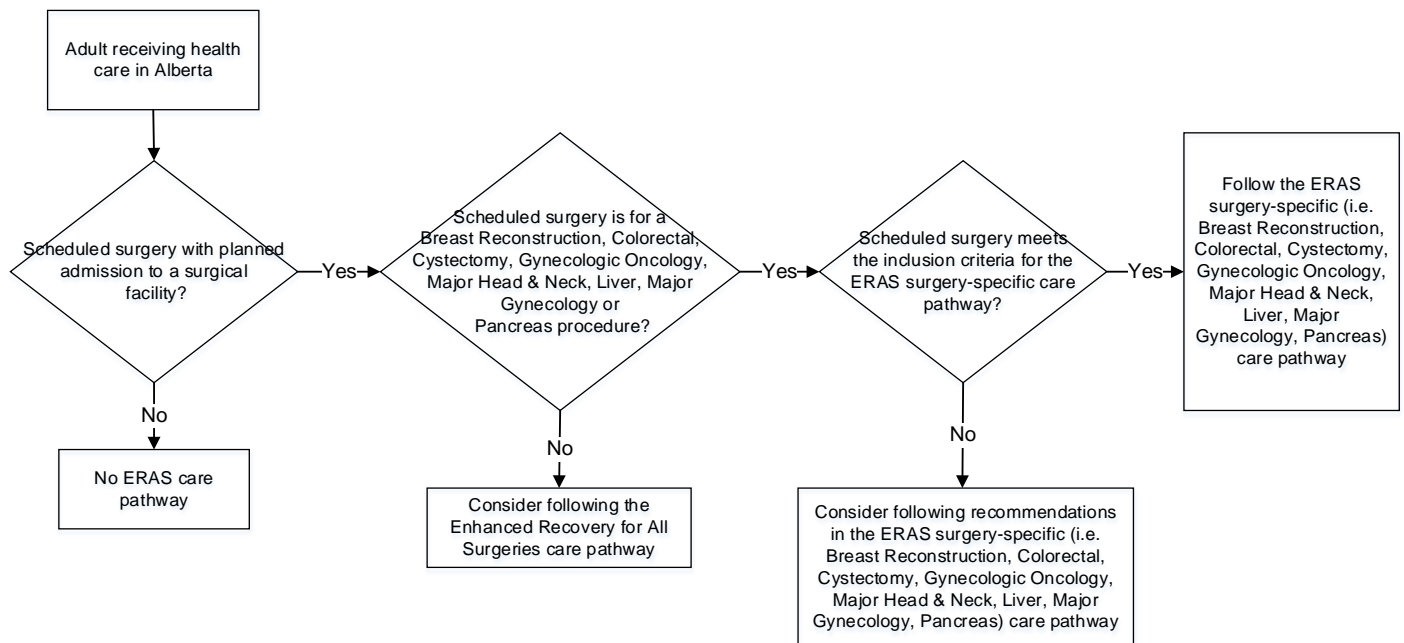 Adult receiving health
care in Alberta
Scheduled surgery with planned
admission to a surgical
facility?
Yes
No
No ERAS care
pathway
Scheduled surgery is for a
Breast Reconstruction, Colorectal,
Cystectomy, Gynecologic Oncology,
Major Head & Neck, Liver, Major
Gynecology or
Pancreas procedure?
Yes
No
Consider following the
Enhanced Recovery for All
Surgeries care pathway
Scheduled surgery meets
the inclusion criteria for the
ERAS surgery-specific care
pathway?
Yes
No
Consider following recommendations
in the ERAS surgery-specific (i.e.
Breast Reconstruction, Colorectal,
Cystectomy, Gynecologic Oncology,
Major Head & Neck, Liver, Major
Gynecology, Pancreas) care pathway
Follow the ERAS
surgery-specific (i.e.
Breast Reconstruction,
Colorectal, Cystectomy,
Gynecologic Oncology,
Major Head & Neck,
Liver, Major
Gynecology, Pancreas)
care pathway